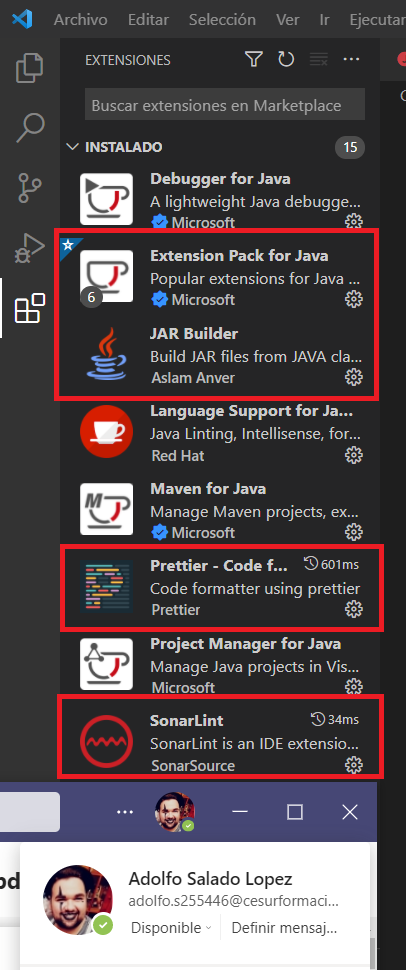 Archivo Editar Selección Ver Ir Ejecutar
EXTENSIONES
Buscar extensiones en Marketplace
INSTALADO 15
Debugger for Java
A lightweight Java debugge...
Microsoft
Extension Pack for Java
Popular extensions for Java ...
6
Microsoft
JAR Builder
Build JAR files from JAVA cla...
Aslam Anver
Language Support for Ja...
Java Linting, Intellisense, for...
Red Hat
Maven for Java
Manage Maven projects, ex...
Microsoft
Prettier - Code f... 601ms
Code formatter using prettier
Prettier
Project Manager for Java
Manage Java projects in Vis...
Microsoft
SonarLint 34ms
SonarLint is an IDE extensio...
SonarSource
Adolfo Salado Lopez
adolfo.s255446@cesurformaci...
Disponible Definir mensaj...